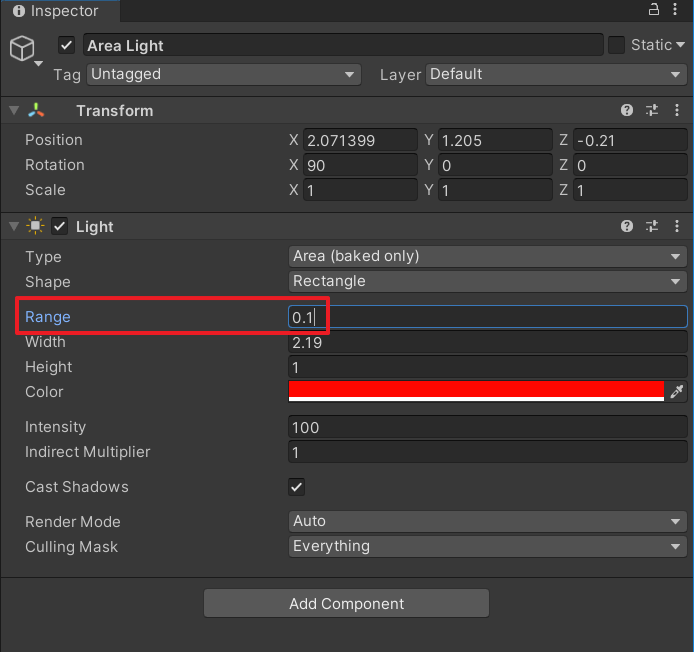 Inspector
Area Light
Static
Tag Untagged Layer Default
Transform
Position X 2.071399 Y 1.205 Z -0.21
Rotation X 90 Y 0 Z 0
Scale X 1 Y 1 Z 1
Light
Type Area (baked only)
Shape Rectangle
Range 0.1
Width 2.19
Height 1
Color
Intensity 100
Indirect Multiplier 1
Cast Shadows
Render Mode Auto
Culling Mask Everything
Add Component